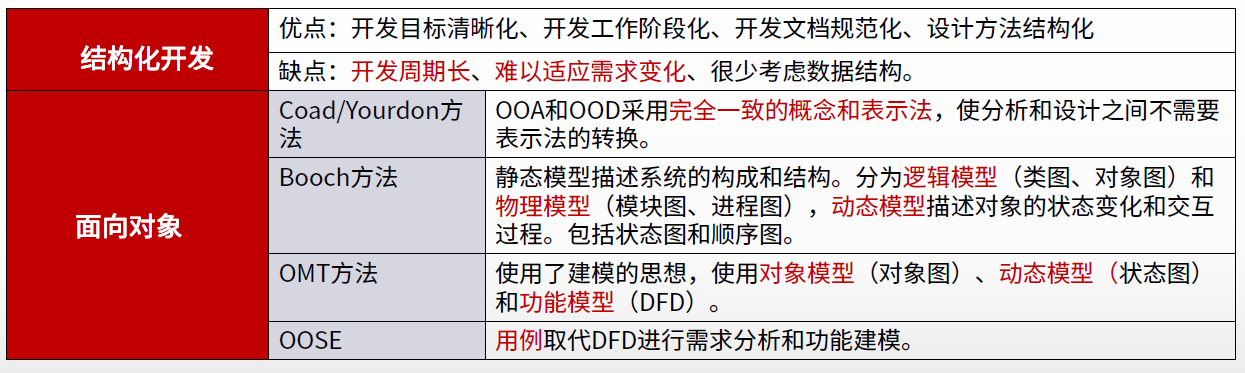 结构化开发
优点：开发目标清晰化、开发工作阶段化、开发文档规范化、设计方法结构化
缺点：开发周期长、难以适应需求变化、很少考虑数据结构。
面向对象
Coad/Yourdon方
法
OOA和OOD采用完全一致的概念和表示法，使分析和设计之间不需要
表示法的转换。
Booch方法
静态模型描述系统的构成和结构。分为逻辑模型（类图、对象图）和
物理模型（模块图、进程图），动态模型描述对象的状态变化和交互
过程。包括状态图和顺序图。
OMT方法
使用了建模的思想，使用对象模型（对象图）、动态模型（状态图）
和功能模型（DFD）。
OOSE
用例取代DFD进行需求分析和功能建模。